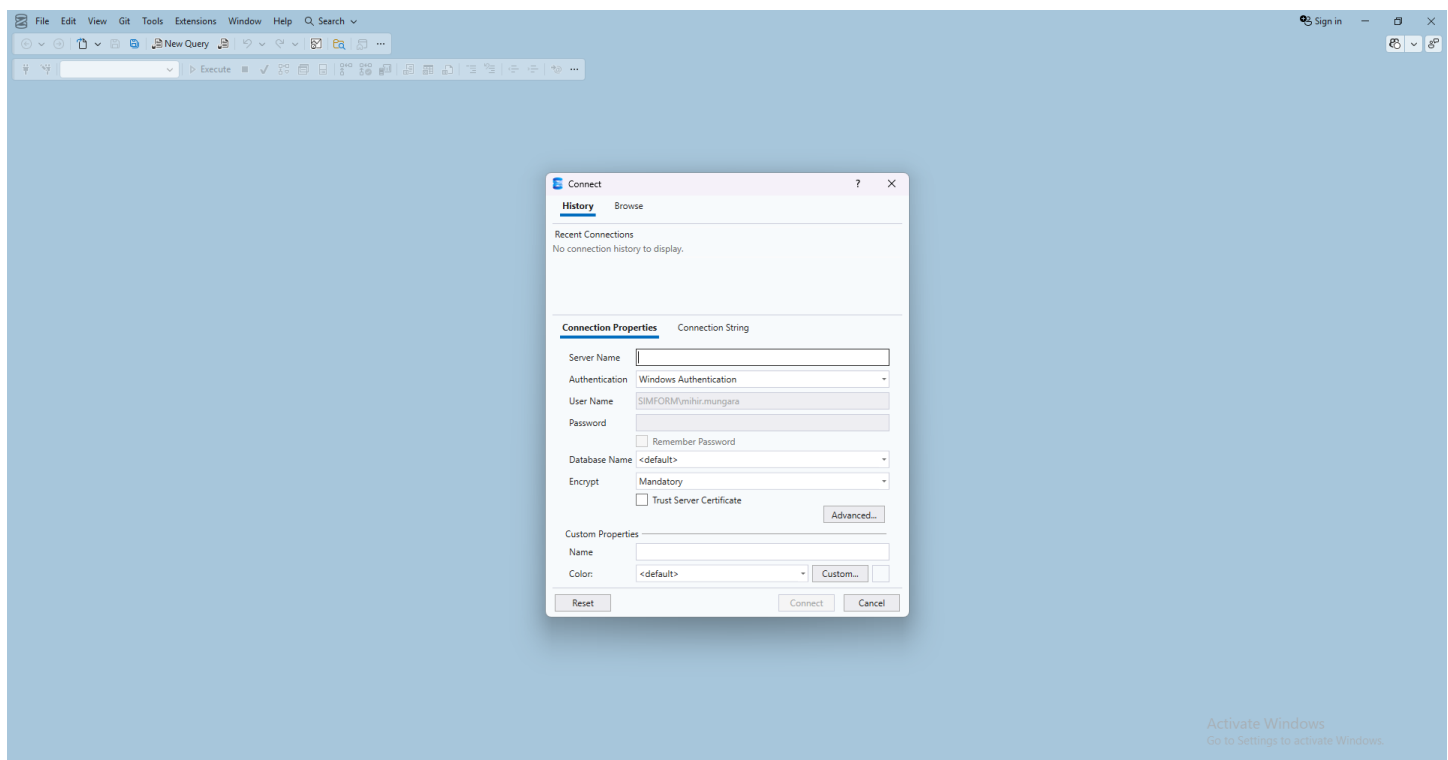 File Edit View Git Tools Extensions Window Help Search
Sign in
New Query
Execute
Connect ?
History Browse
Recent Connections
No connection history to display.
Connection Properties Connection String
Server Name
Authentication Windows Authentication
User Name SIMFORM\mihir.mungara
Password
Remember Password
Database Name <default>
Encrypt Mandatory
Trust Server Certificate
Advanced...
Custom Properties
Name
Color: <default> Custom...
Reset Connect Cancel
Activate Windows
Go to Settings to activate Windows.